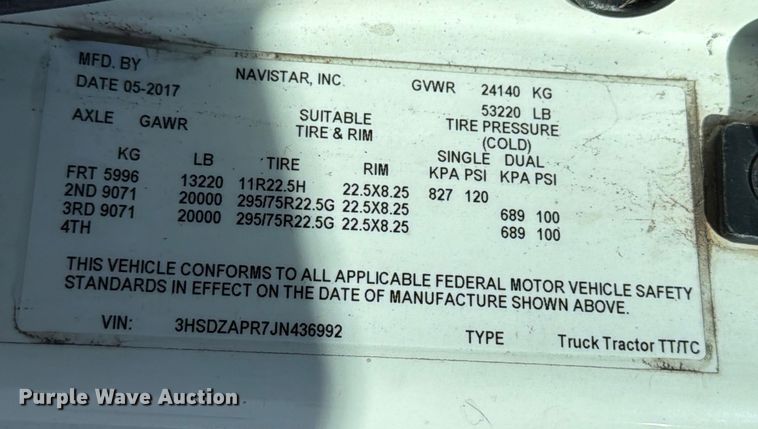 MFD. BY NAVISTAR, INC GVWR 24140 KG
DATE 05-2017 53220 LB
AXLE GAWR SUITABLE TIRE PRESSURE
TIRE & RIM (COLD)
KG LB TIRE RIM SINGLE DUAL
KPA PSI KPA PSI
FRT 5996 13220 11R22.5H 22.5X8.25 827 120
2ND 9071 20000 295/75R22.5G 22.5X8.25 689 100
3RD 9071 20000 295/75R22.5G 22.5X8.25 689 100
4TH
THIS VEHICLE CONFORMS TO ALL APPLICABLE FEDERAL MOTOR VEHICLE SAFETY
STANDARDS IN EFFECT ON THE DATE OF MANUFACTURE SHOWN ABOVE.
VIN: 3HSDZAPR7JN436992 TYPE Truck Tractor TT/TC
Purple Wave Auction